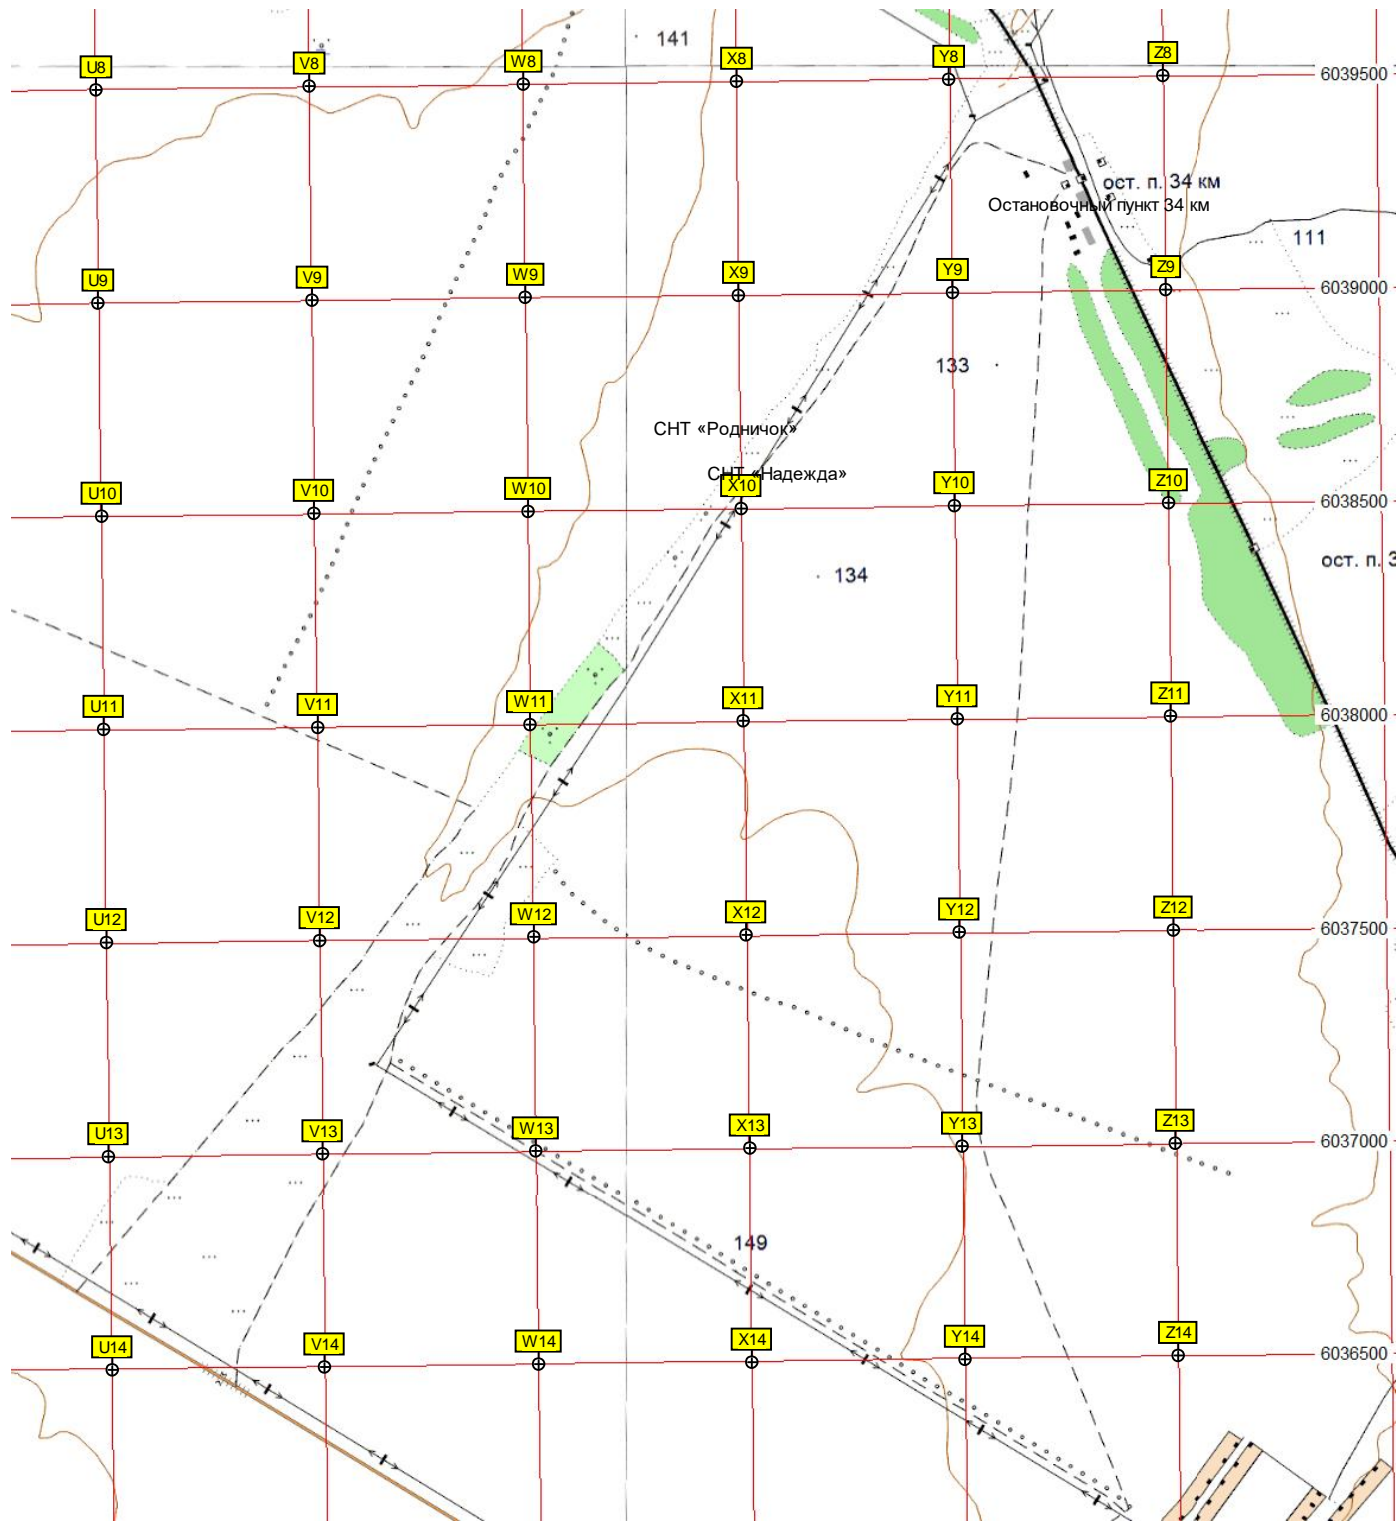 141
U8 V8 W8 X8 Y8 Z8
6039500
ост. п. 34 км
Остановочный пункт 34 км
111
U9 V9 W9 X9 Y9 Z9
6039000
133
СНТ «Родничок»
СНТ «Надежда»
U10 V10 W10 X10 Y10 Z10
6038500
ост. п. 3
134
U11 V11 W11 X11 Y11 Z11
6038000
U12 V12 W12 X12 Y12 Z12
6037500
U13 V13 W13 X13 Y13 Z13
6037000
149
U14 V14 W14 X14 Y14 Z14
6036500